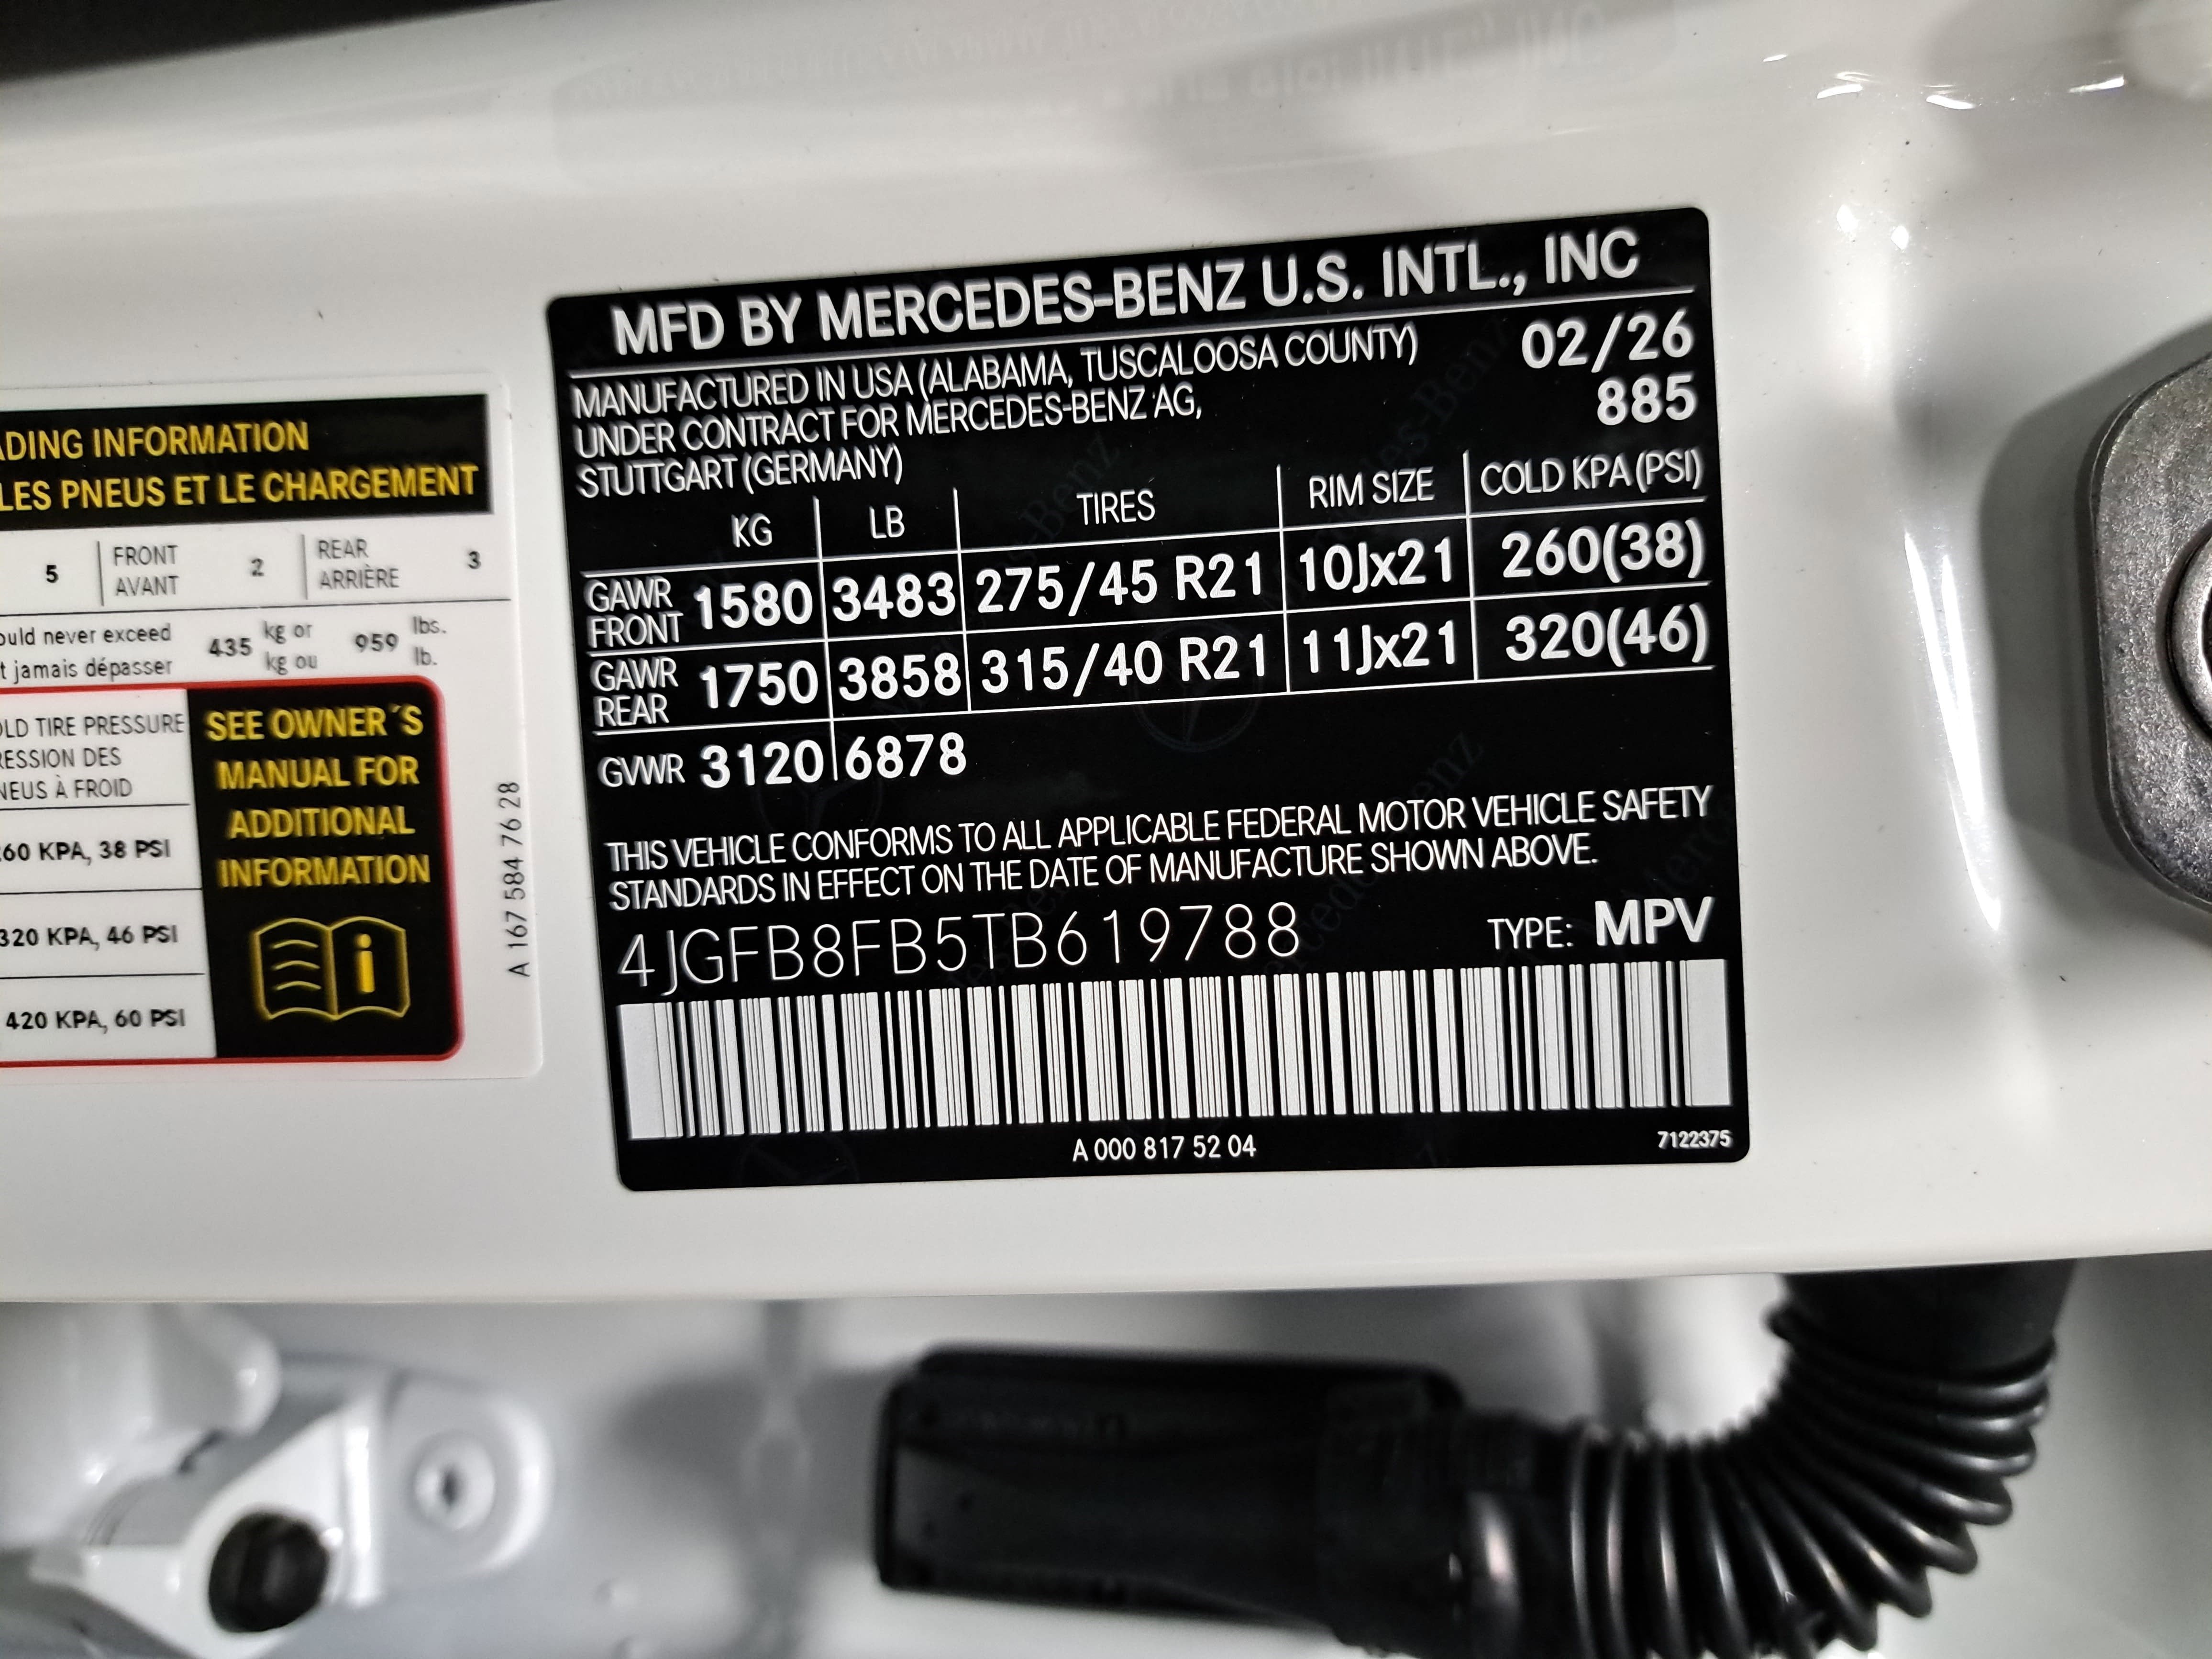 MFD BY MERCEDES-BENZ U.S. INTL., INC
MANUFACTURED IN USA (ALABAMA, TUSCALOOSA COUNTY) 02/26
UNDER CONTRACT FOR MERCEDES-BENZ AG, 885
STUTTGART (GERMANY)
KG LB TIRES RIM SIZE COLD KPA (PSI)
GAWR FRONT 1580 3483 275/45 R21 10Jx21 260(38)
GAWR REAR 1750 3858 315/40 R21 11Jx21 320(46)
GVWR 3120 6878
THIS VEHICLE CONFORMS TO ALL APPLICABLE FEDERAL MOTOR VEHICLE SAFETY
STANDARDS IN EFFECT ON THE DATE OF MANUFACTURE SHOWN ABOVE.
4JGFB8FB5TB619788 TYPE: MPV
A 000 817 52 04 7122375
INFORMATION
LES PNEUS ET LE CHARGEMENT
5 FRONT 2 REAR 3
AVANT ARRIÈRE
never exceed 435 kg or 959 lbs.
jamais dépasser kg ou lb.
TIRE PRESSURE
DES
À FROID
KPA, 38 PSI
320 KPA, 46 PSI
420 KPA, 60 PSI
SEE OWNER´S
MANUAL FOR
ADDITIONAL
INFORMATION
A 167 584 76 28